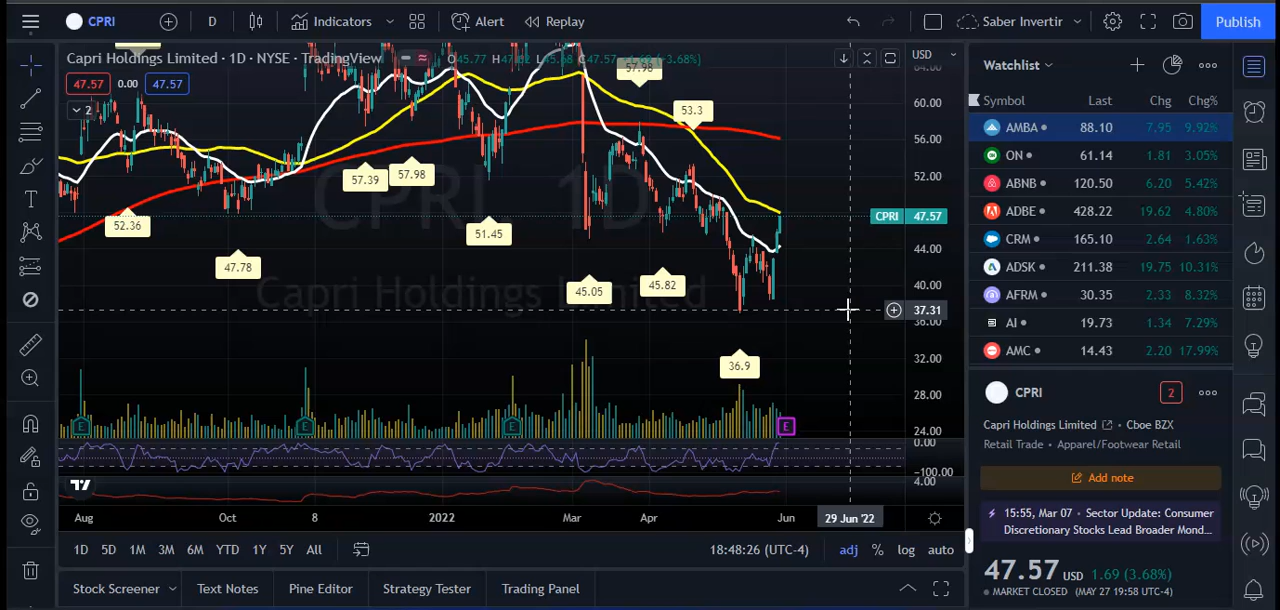 CPRI
D
Indicators
Alert
Replay
Saber Invertir
Publish
Capri Holdings Limited · 1D · NYSE · TradingView
47.57 0.00 47.57
2
USD
57.98
53.3
57.39
57.98
52.36
51.45
47.78
45.05
45.82
36.9
CPRI, 1D
Capri Holdings Limited
60.00
56.00
52.00
CPRI 47.57
44.00
40.00
37.31
36.00
32.00
28.00
24.00
0.00
−100.00
4.00
E E E E
Aug Oct 8 2022 Mar Apr Jun 29 Jun '22
1D 5D 1M 3M 6M YTD 1Y 5Y All
18:48:26 (UTC-4) adj % log auto
Stock Screener Text Notes Pine Editor Strategy Tester Trading Panel
Watchlist
Symbol Last Chg Chg%
AMBA 88.10 7.95 9.92%
ON 61.14 1.81 3.05%
ABNB 120.50 6.20 5.42%
ADBE 428.22 19.62 4.80%
CRM 165.10 2.64 1.63%
ADSK 211.38 19.75 10.31%
AFRM 30.35 2.33 8.32%
AI 19.73 1.34 7.29%
AMC 14.43 2.20 17.99%
CPRI 2
Capri Holdings Limited • Cboe BZX
Retail Trade • Apparel/Footwear Retail
Add note
15:55, Mar 07 • Sector Update: Consumer
Discretionary Stocks Lead Broader Mond...
47.57 USD 1.69 (3.68%)
MARKET CLOSED (MAY 27 19:58 UTC-4)